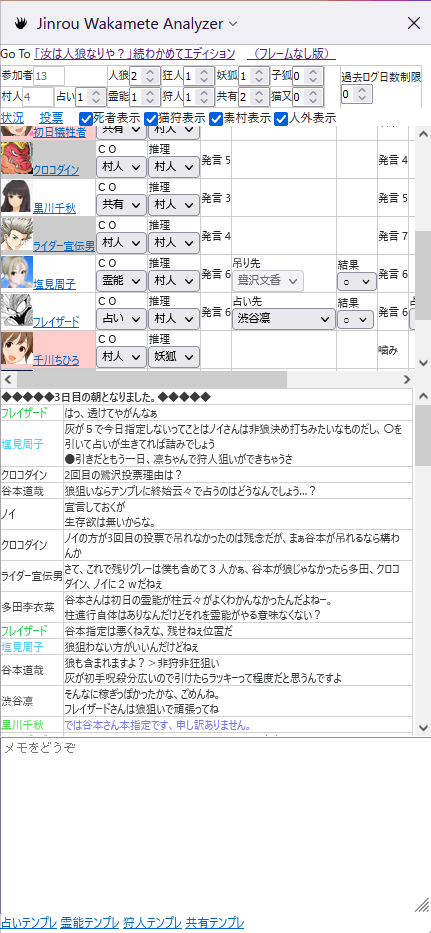 Jinrou Wakamete Analyzer
Go To 「汝は人狼なりや？」続わかめてエディション （フレームなし版）
参加者 13 人狼 2 狂人 1 妖狐 1 子狐 0 過去ログ日数制限
村人 4 占い 1 霊能 1 狩人 1 共有 2 猫又 0 0
状況 投票 死者表示 猫狩表示 素村表示 人外表示
初日犠牲者 共有 村人
クロコダイン ＣＯ 村人 推理 村人 発言 5 発言 4
黒川千秋 ＣＯ 共有 推理 村人 発言 3 発言 5
ライダー宣伝男 ＣＯ 村人 推理 村人 発言 4 発言 7
塩見周子 ＣＯ 霊能 推理 村人 発言 6 吊り先 鷺沢文香 結果 ○ 発言 6
フレイザード ＣＯ 占い 推理 村人 発言 6 占い先 渋谷凛 結果 ○ 発言 6
千川ちひろ ＣＯ 村人 推理 妖狐 噛み
◆◆◆◆◆3日目の朝となりました。◆◆◆◆◆
フレイザード はっ、透けてやがんなぁ
塩見周子 灰が５で今日指定しないってことはノイさんは非狼決め打ちみたいなものだし、○を
引いて占いが生きてれば詰みでしょう
●引きだともう一日、凛ちゃんで狩人狙いができちゃうさ
クロコダイン 2回目の鷺沢投票理由は？
谷本道哉 狼狙いならテンプレに終始云々で占うのはどうなんでしょう…？
ノイ 宣言しておくが
生存欲は無いからな。
クロコダイン ノイの方が3回目の投票で吊れなかったのは残念だが、まぁ谷本が吊れるなら構わ
んか
ライダー宣伝男 さて、これで残りグレーは僕も含めて３人かぁ、谷本が狼じゃなかったら多田、クロコ
ダイン、ノイに２ｗだねぇ
多田李衣菜 谷本さんは初日の霊能が柱云々がよくわかんなかったんだよねー。
柱進行自体はありなんだけどそれを霊能がやる意味なくない？
フレイザード 谷本指定は悪くねえな、残せねぇ位置だ
塩見周子 狼狙わない方がいいんだけどねぇ
谷本道哉 狼も含まれますよ？＞非狩非狂狙い
灰が初手呪殺分広いので引けたらラッキーって程度だと思うんですよ
渋谷凛 そんなに稼ぎっぽかったかな、ごめんね。
フレイザードさんは狼狙いで頑張ってね
黒川千秋 では谷本さん本指定です、申し訳ありません。
メモをどうぞ
占いテンプレ 霊能テンプレ 狩人テンプレ 共有テンプレ